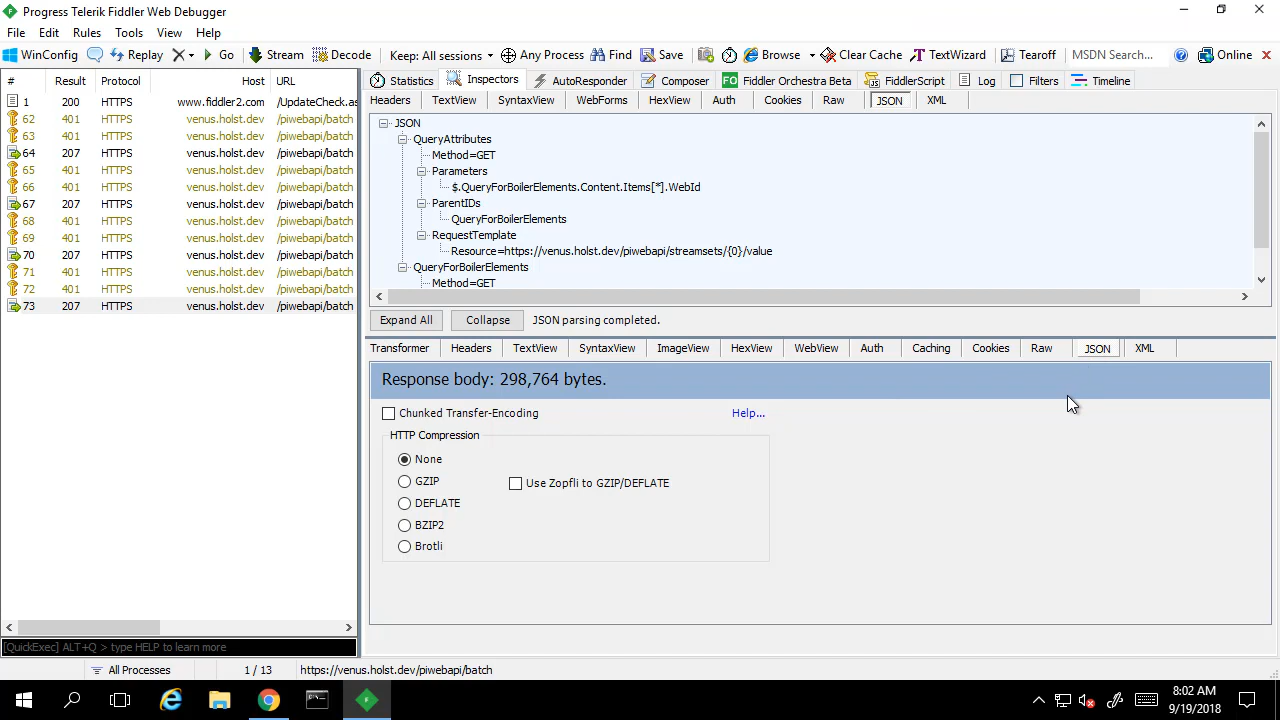 Progress Telerik Fiddler Web Debugger
File Edit Rules Tools View Help
WinConfig Replay Go Stream Decode Keep: All sessions Any Process Find Save Browse Clear Cache TextWizard Tearoff MSDN Search... Online
# Result Protocol Host URL
1 200 HTTPS www.fiddler2.com /UpdateCheck.as
62 401 HTTPS venus.holst.dev /piwebapi/batch
63 401 HTTPS venus.holst.dev /piwebapi/batch
64 207 HTTPS venus.holst.dev /piwebapi/batch
65 401 HTTPS venus.holst.dev /piwebapi/batch
66 401 HTTPS venus.holst.dev /piwebapi/batch
67 207 HTTPS venus.holst.dev /piwebapi/batch
68 401 HTTPS venus.holst.dev /piwebapi/batch
69 401 HTTPS venus.holst.dev /piwebapi/batch
70 207 HTTPS venus.holst.dev /piwebapi/batch
71 401 HTTPS venus.holst.dev /piwebapi/batch
72 401 HTTPS venus.holst.dev /piwebapi/batch
73 207 HTTPS venus.holst.dev /piwebapi/batch
Statistics Inspectors AutoResponder Composer FO Fiddler Orchestra Beta FiddlerScript Log Filters Timeline
Headers TextView SyntaxView WebForms HexView Auth Cookies Raw JSON XML
JSON
QueryAttributes
Method=GET
Parameters
$.QueryForBoilerElements.Content.Items[*].WebId
ParentIDs
QueryForBoilerElements
RequestTemplate
Resource=https://venus.holst.dev/piwebapi/streamsets/{0}/value
QueryForBoilerElements
Method=GET
Expand All Collapse JSON parsing completed.
Transformer Headers TextView SyntaxView ImageView HexView WebView Auth Caching Cookies Raw JSON XML
Response body: 298,764 bytes.
Chunked Transfer-Encoding Help...
HTTP Compression
None
GZIP Use Zopfli to GZIP/DEFLATE
DEFLATE
BZIP2
Brotli
[QuickExec] ALT+Q > type HELP to learn more
All Processes 1 / 13 https://venus.holst.dev/piwebapi/batch
8:02 AM
9/19/2018